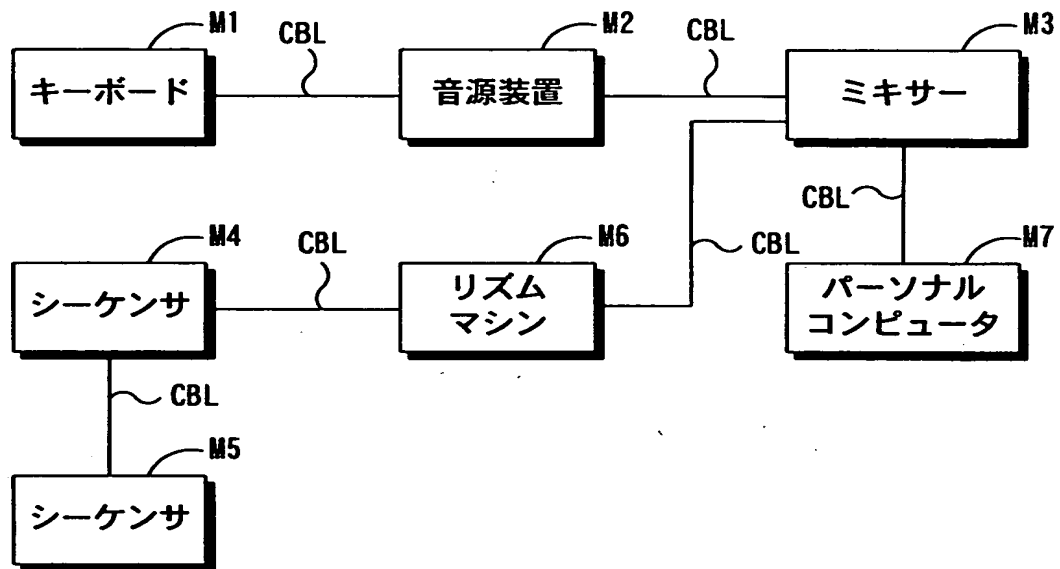 M1
CBL
M2
CBL
M3
キーボード
音源装置
ミキサー
CBL
M4
CBL
M6
CBL
M7
シーケンサ
リズム
マシン
パーソナル
コンピュータ
CBL
M5
シーケンサ